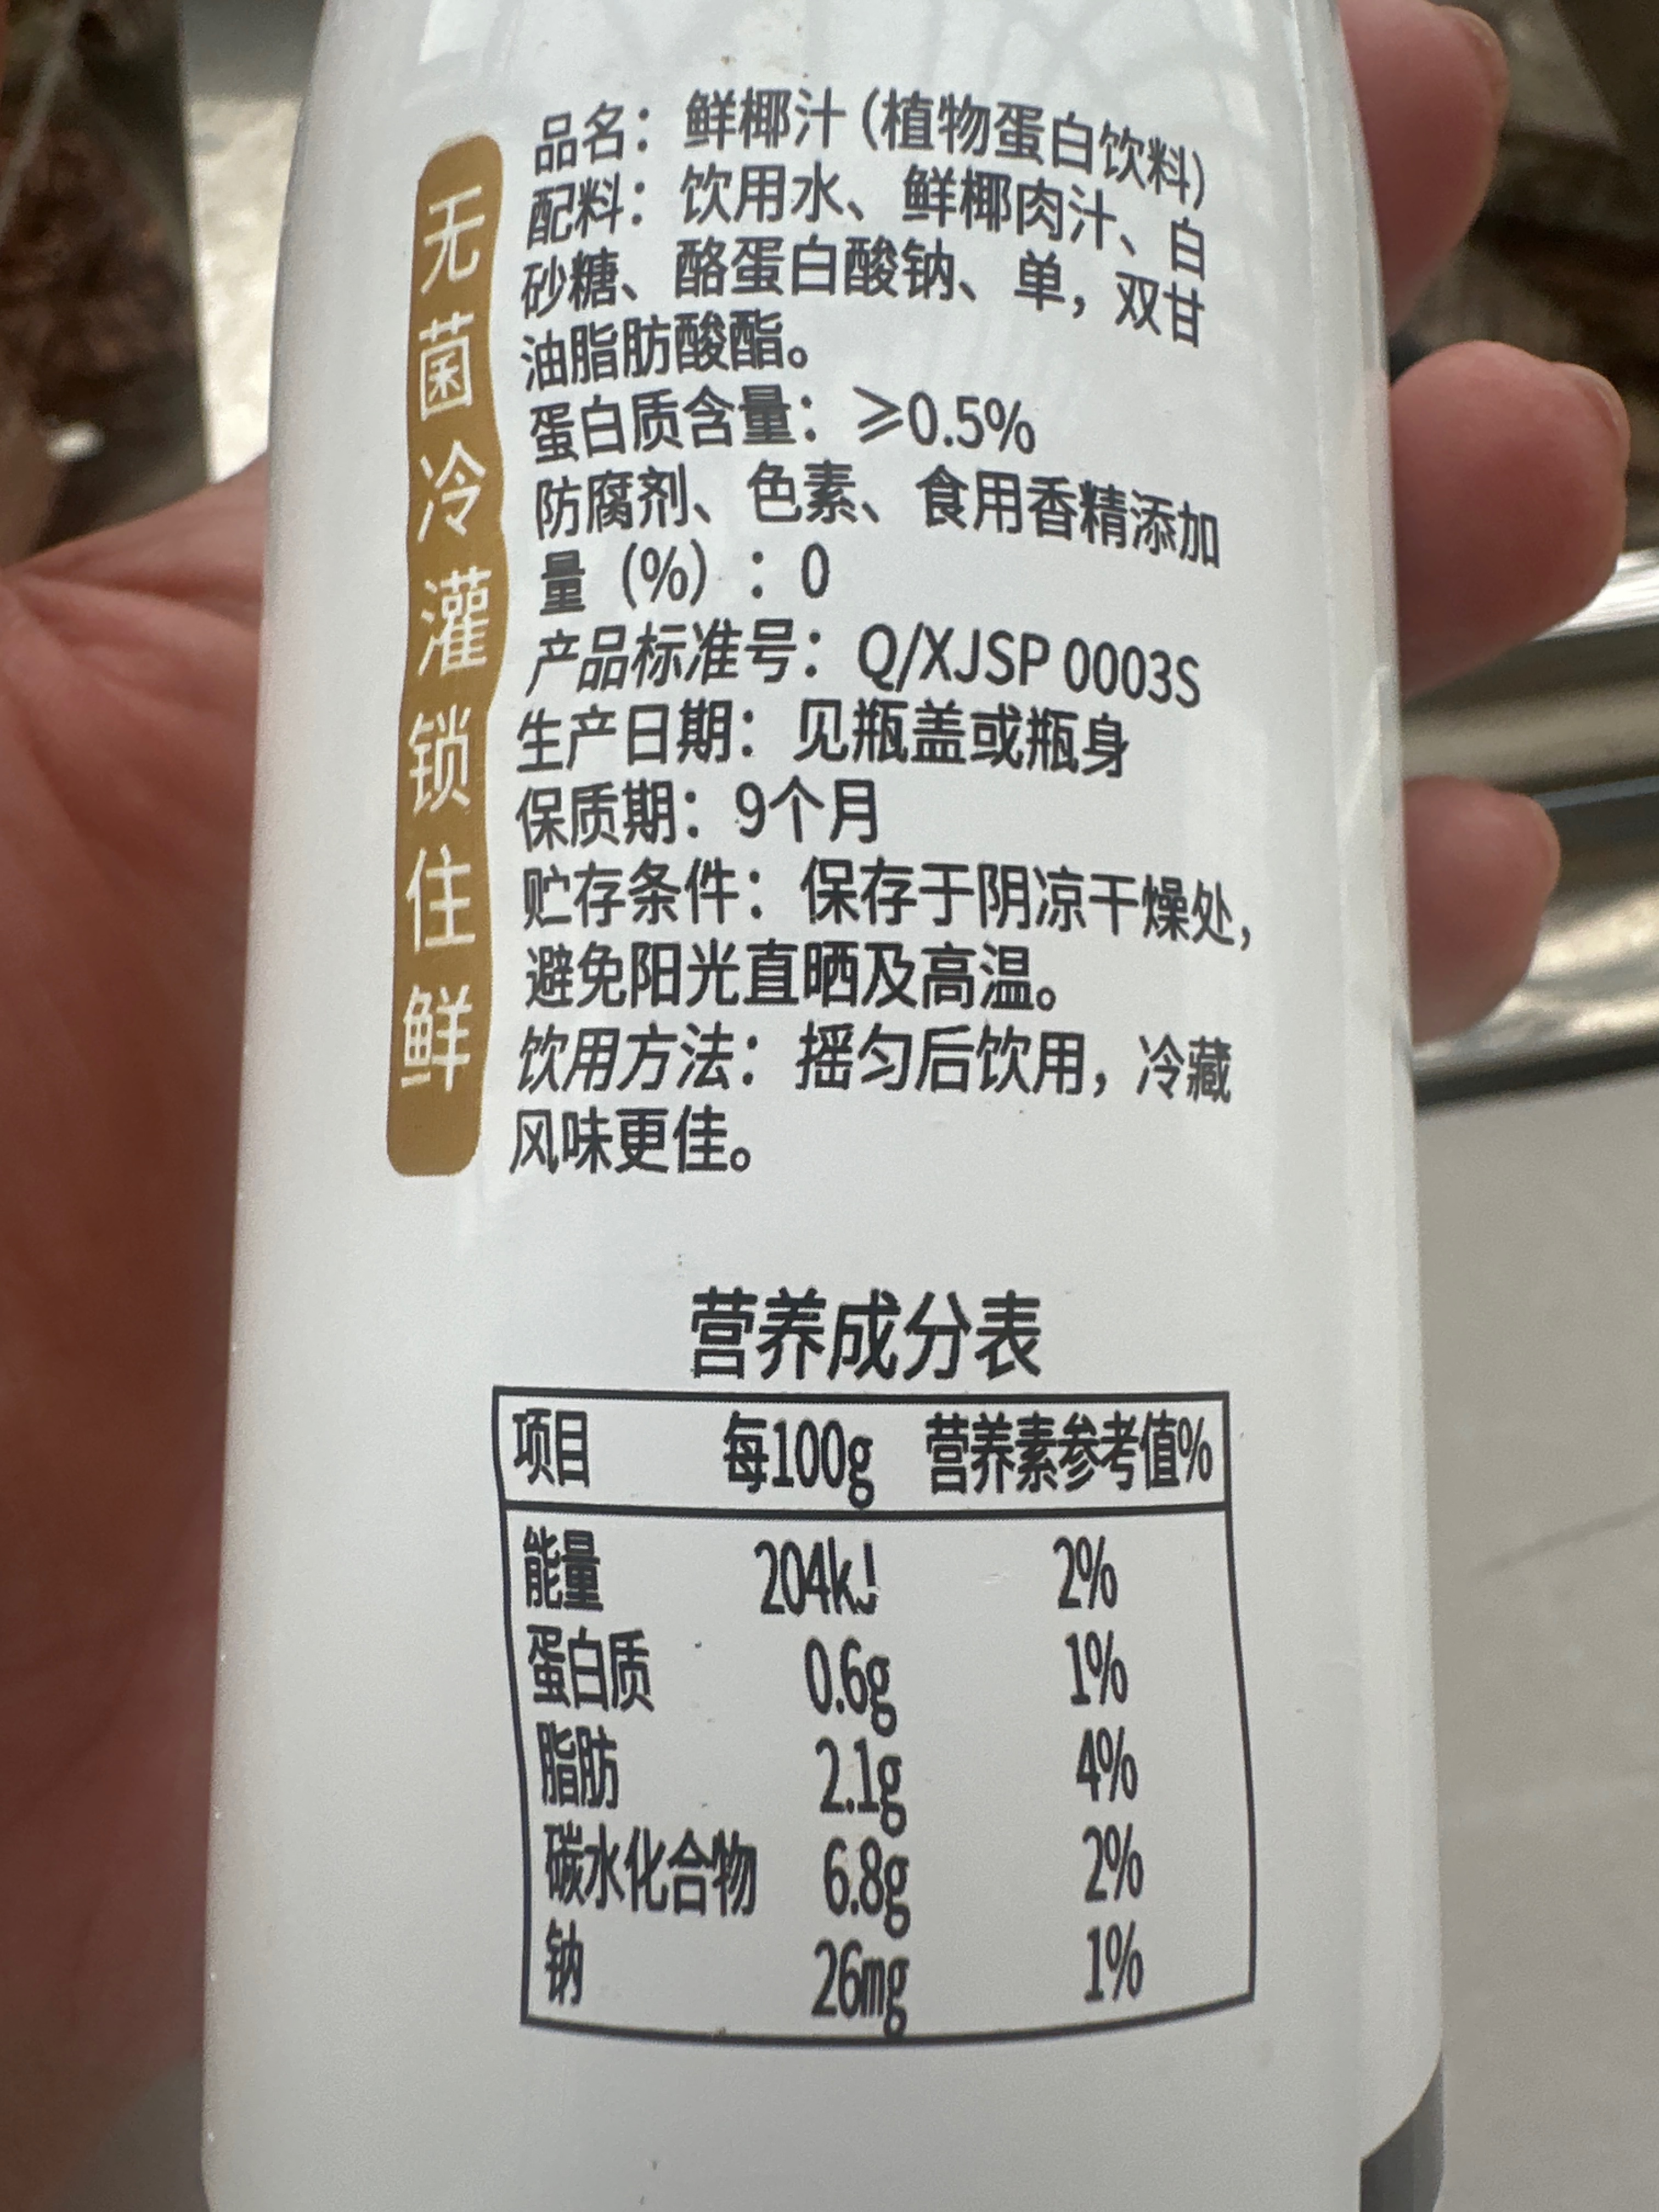 无菌冷灌锁住鲜
品名：鲜椰汁（植物蛋白饮料）
配料：饮用水、鲜椰肉汁、白
砂糖、酪蛋白酸钠、单，双甘
油脂肪酸酯。
蛋白质含量：≥0.5%
防腐剂、色素、食用香精添加
量（%）：0
产品标准号：Q/XJSP 0003S
生产日期：见瓶盖或瓶身
保质期：9个月
贮存条件：保存于阴凉干燥处，
避免阳光直晒及高温。
饮用方法：摇匀后饮用，冷藏
风味更佳。
营养成分表
项目 每100g 营养素参考值%
能量 204kJ 2%
蛋白质 0.6g 1%
脂肪 2.1g 4%
碳水化合物 6.8g 2%
钠 26mg 1%